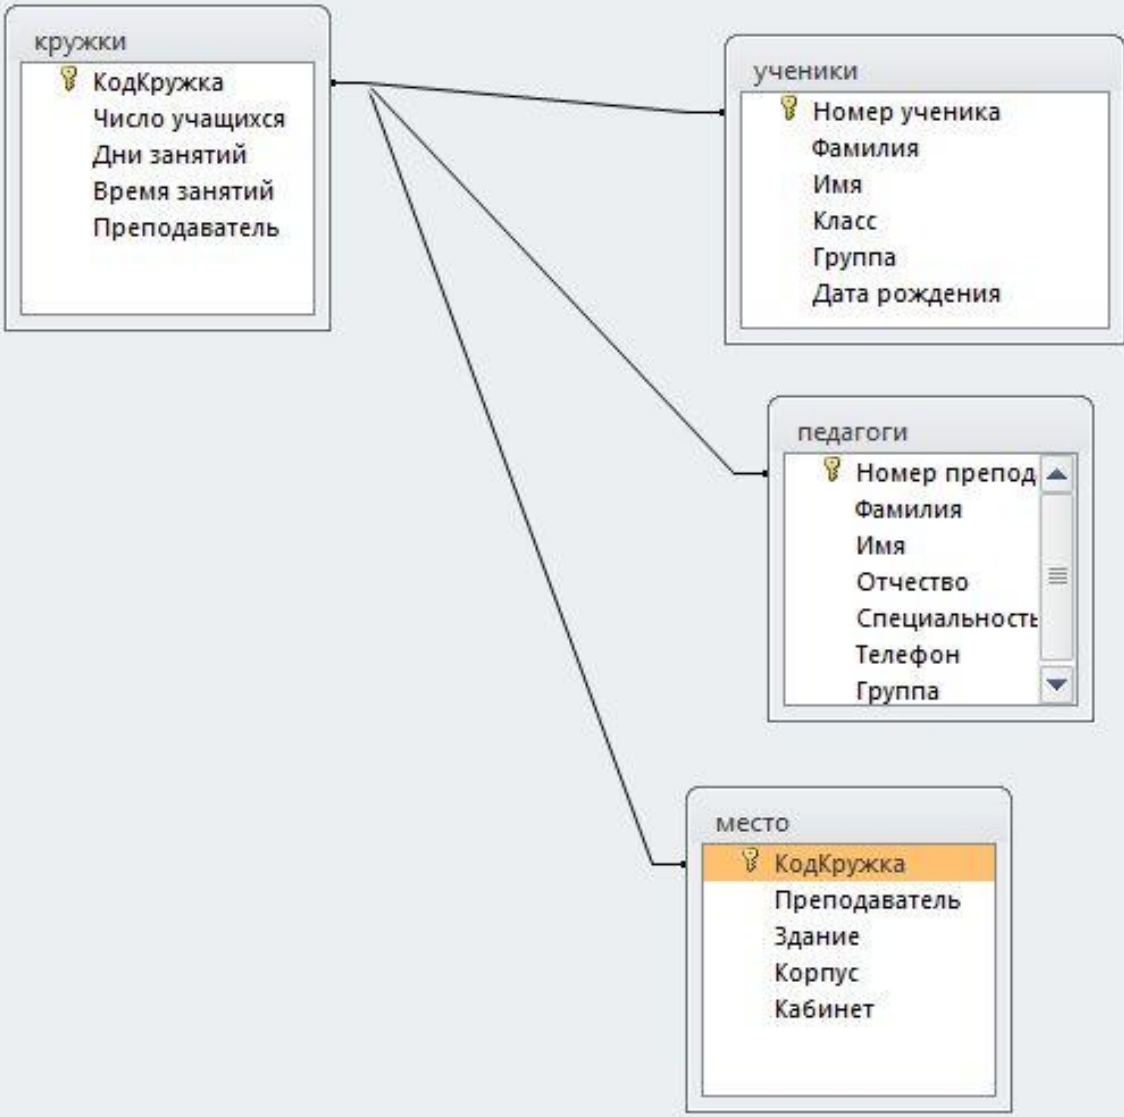 кружки
КодКружка
Число учащихся
Дни занятий
Время занятий
Преподаватель
ученики
Номер ученика
Фамилия
Имя
Класс
Группа
Дата рождения
педагоги
Номер препод
Фамилия
Имя
Отчество
Специальность
Телефон
Группа
место
КодКружка
Преподаватель
Здание
Корпус
Кабинет